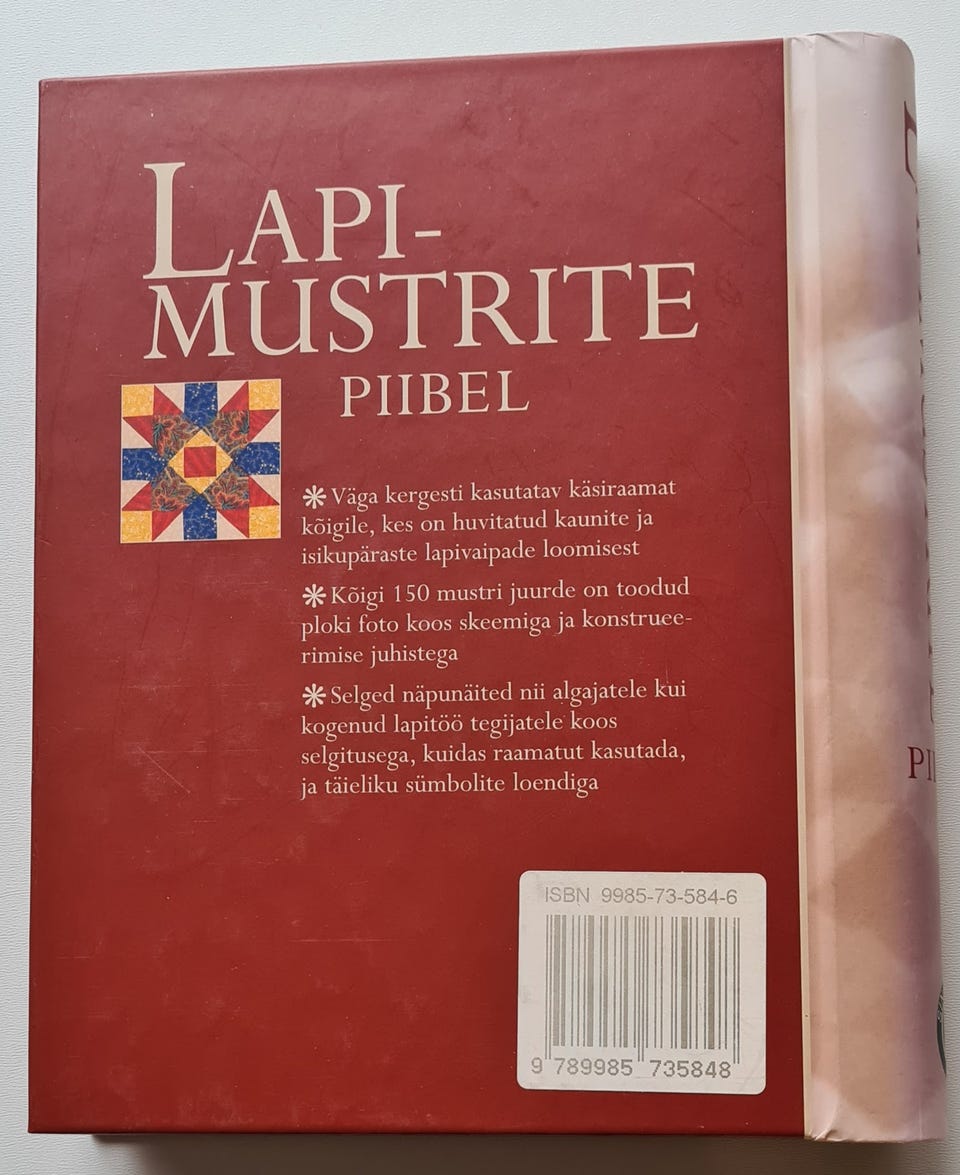 LAPI-
MUSTRITE
PIIBEL
* Väga kergesti kasutatav käsiraamat
kõigile, kes on huvitatud kaunite ja
isikupäraste lapivaipade loomisest
* Kõigi 150 mustri juurde on toodud
ploki foto koos skeemiga ja konstruee-
rimise juhistega
* Selged näpunäited nii algajatele kui
kogenud lapitöö tegijatele koos
selgitusega, kuidas raamatut kasutada,
ja täieliku sümbolite loendiga
ISBN 9985-73-584-6
9 789985 735848